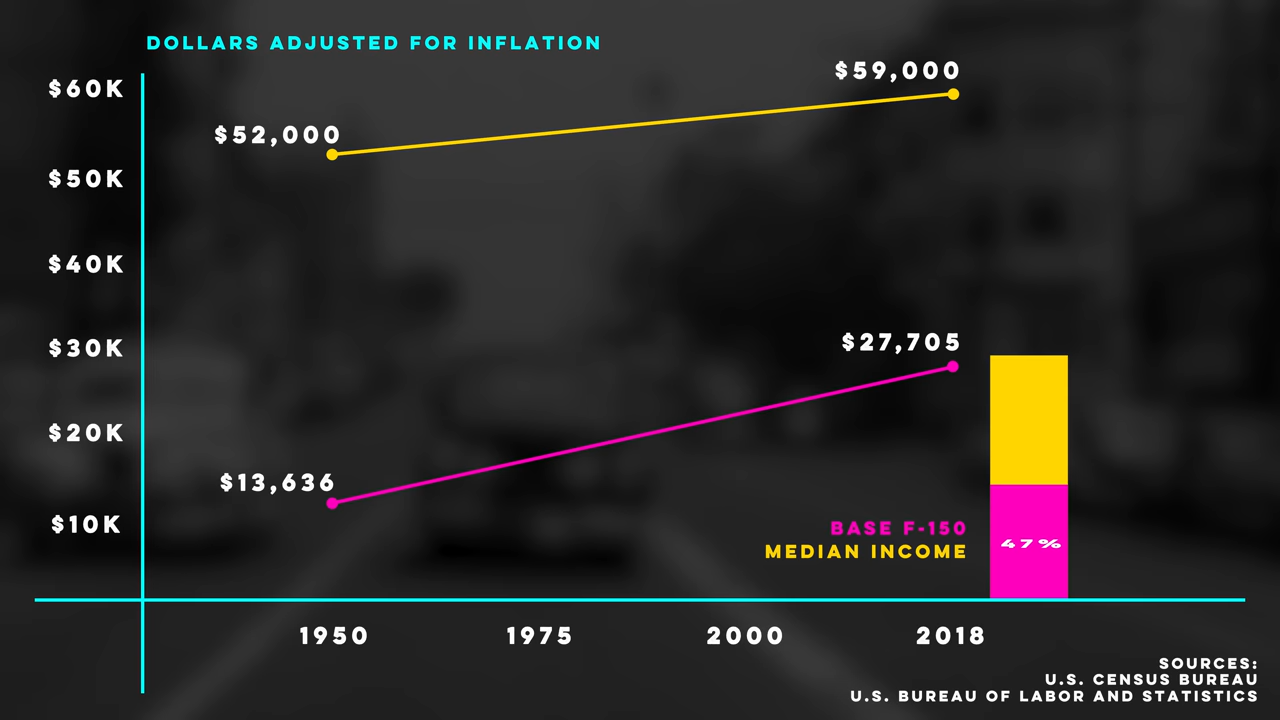 DOLLARS ADJUSTED FOR INFLATION
$60K
$59,000
$52,000
$50K
$40K
$30K
$27,705
$20K
$13,636
$10K
BASE F-150
MEDIAN INCOME
47%
1950 1975 2000 2018
SOURCES:
U.S. CENSUS BUREAU
U.S. BUREAU OF LABOR AND STATISTICS